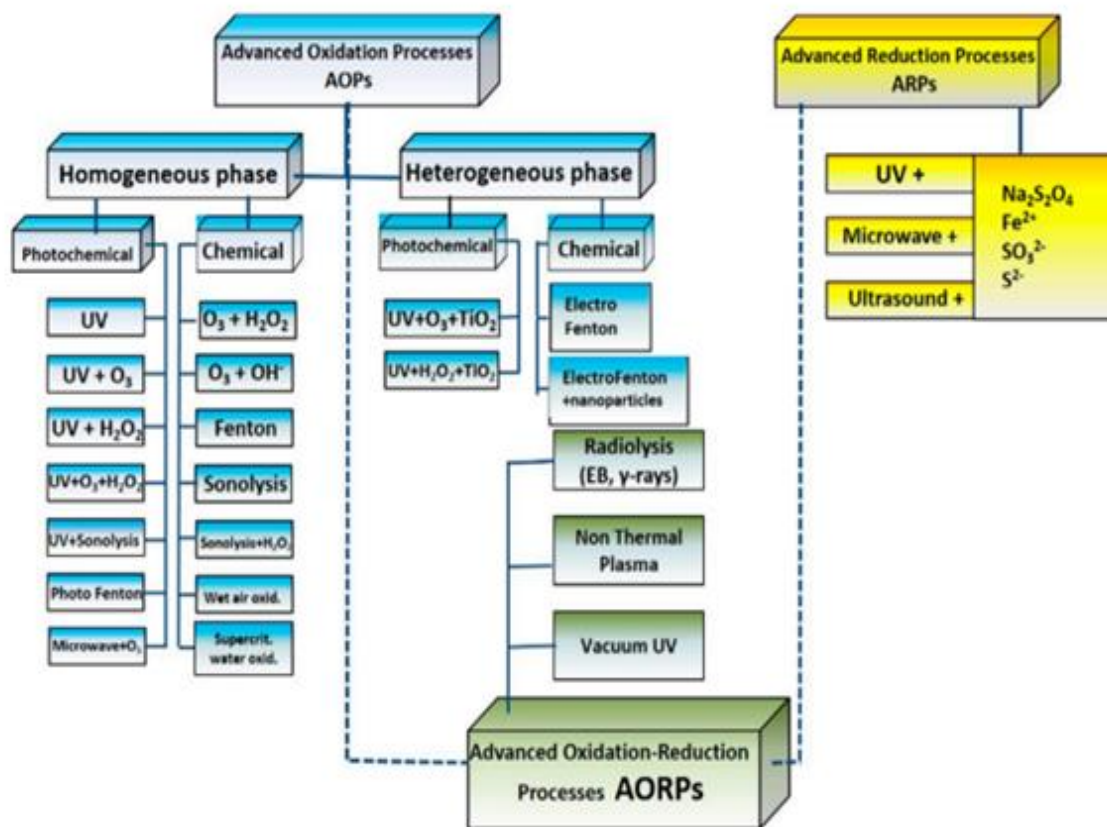 Advanced Oxidation Processes
AOPs
Advanced Reduction Processes
ARPs
Homogeneous phase
Heterogeneous phase
Photochemical
Chemical
Photochemical
Chemical
UV
UV + O₃
UV + H₂O₂
UV+O₃+H₂O₂
UV+Sonolysis
Photo Fenton
Microwave+O₃
O₃ + H₂O₂
O₃ + OH⁻
Fenton
Sonolysis
Sonolysis+H₂O₂
Wet air oxid.
Supercrit.
water oxid.
UV+O₃+TiO₂
UV+H₂O₂+TiO₂
Electro
Fenton
ElectroFenton
+nanoparticles
UV +
Microwave +
Ultrasound +
Na₂S₂O₄
Fe²⁺
SO₃²⁻
S²⁻
Radiolysis
(EB, γ-rays)
Non Thermal
Plasma
Vacuum UV
Advanced Oxidation-Reduction
Processes AORPs